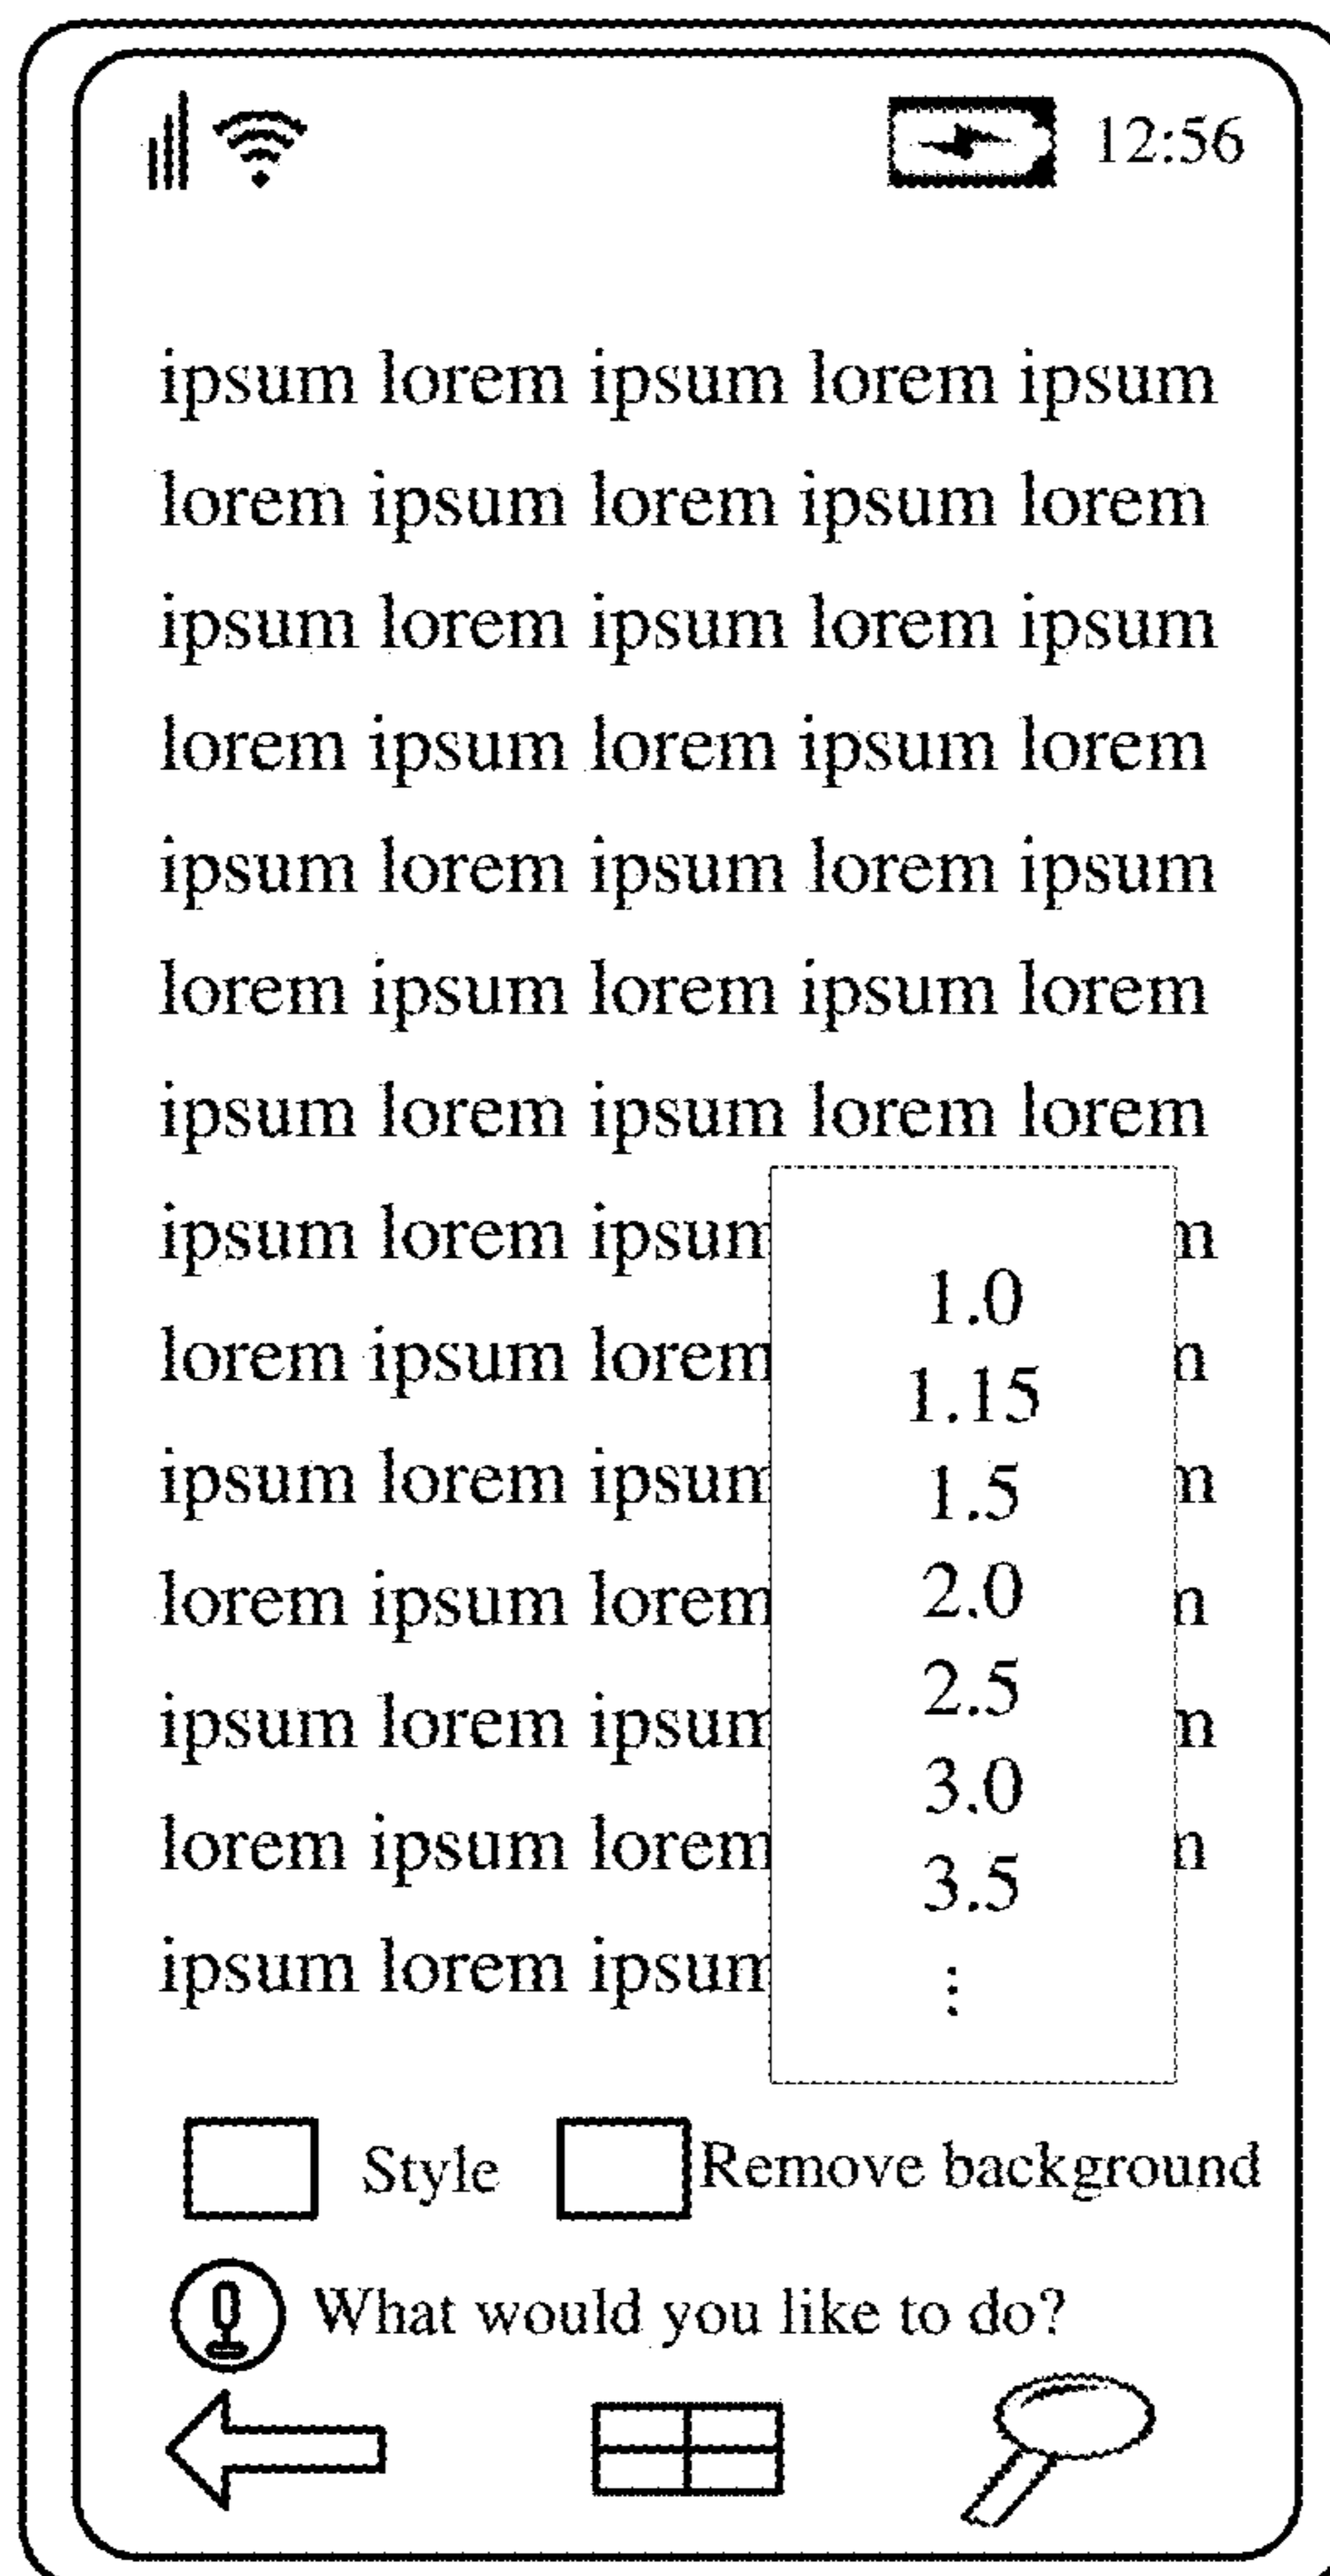 12:56
ipsum lorem ipsum lorem ipsum
lorem ipsum lorem ipsum lorem
ipsum lorem ipsum lorem ipsum
lorem ipsum lorem ipsum lorem
ipsum lorem ipsum lorem ipsum
lorem ipsum lorem ipsum lorem
ipsum lorem ipsum lorem lorem
ipsum lorem
lorem ipsum lorem
ipsum lorem
lorem ipsum lorem
ipsum lorem
lorem ipsum lorem
ipsum lorem
1.0
1.15
1.5
2.0
2.5
3.0
3.5
⋮
Style Remove background
What would you like to do?